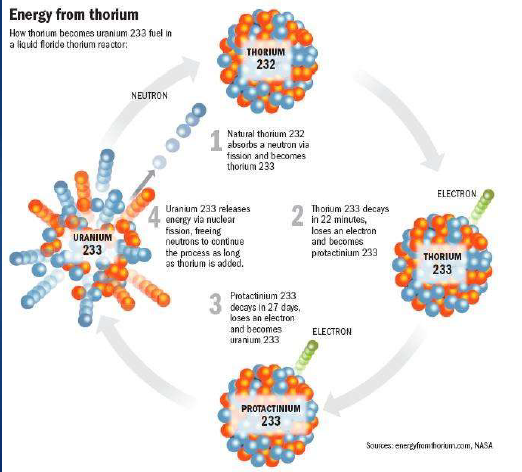 Energy from thorium
How thorium becomes uranium 233 fuel in
a liquid floride thorium reactor:
THORIUM
232
NEUTRON
1 Natural thorium 232
absorbs a neutron via
fission and becomes
thorium 233
ELECTRON
THORIUM
233
2 Thorium 233 decays
in 22 minutes,
loses an electron
and becomes
protactinium 233
URANIUM
233
4 Uranium 233 releases
energy via nuclear
fission, freeing
neutrons to continue
the process as long
as thorium is added.
3 Protactinium 233
decays in 27 days,
loses an electron
and becomes
uranium 233
ELECTRON
PROTACTINIUM
233
Sources: energyfromthorium.com, NASA